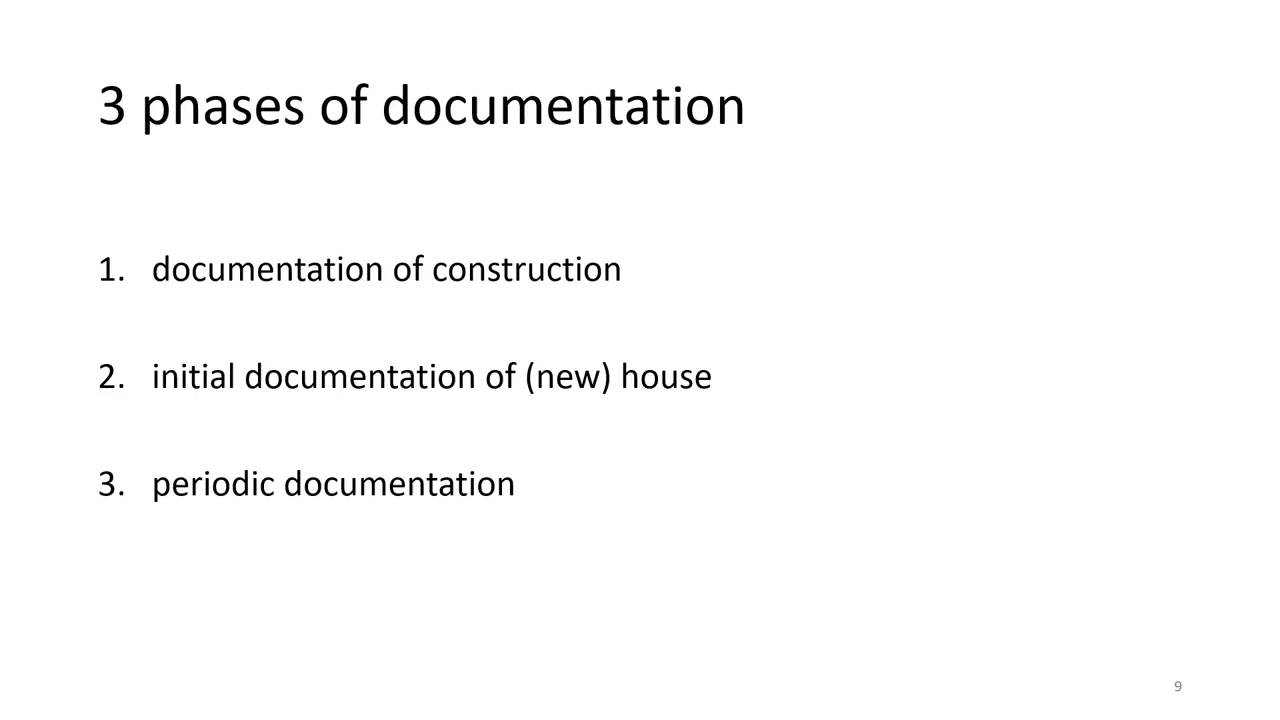 3 phases of documentation
1. documentation of construction
2. initial documentation of (new) house
3. periodic documentation
9